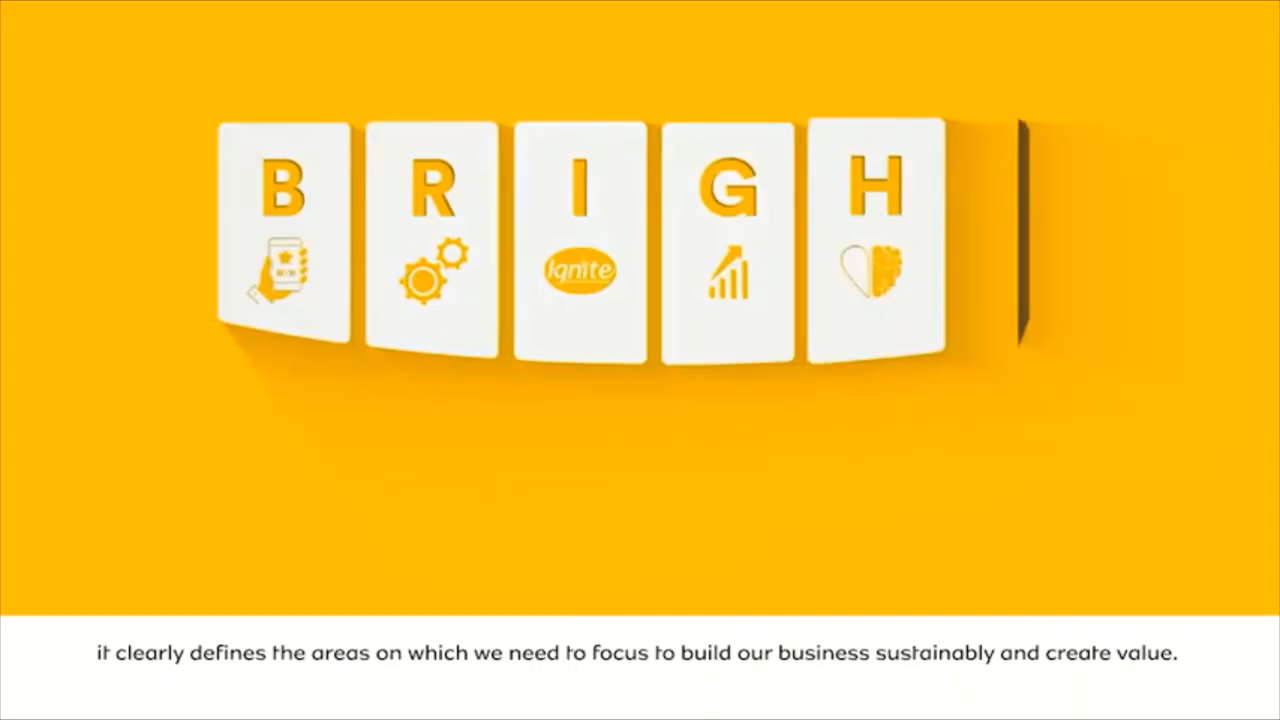 B R I G H
Ignite
it clearly defines the areas on which we need to focus to build our business sustainably and create value.